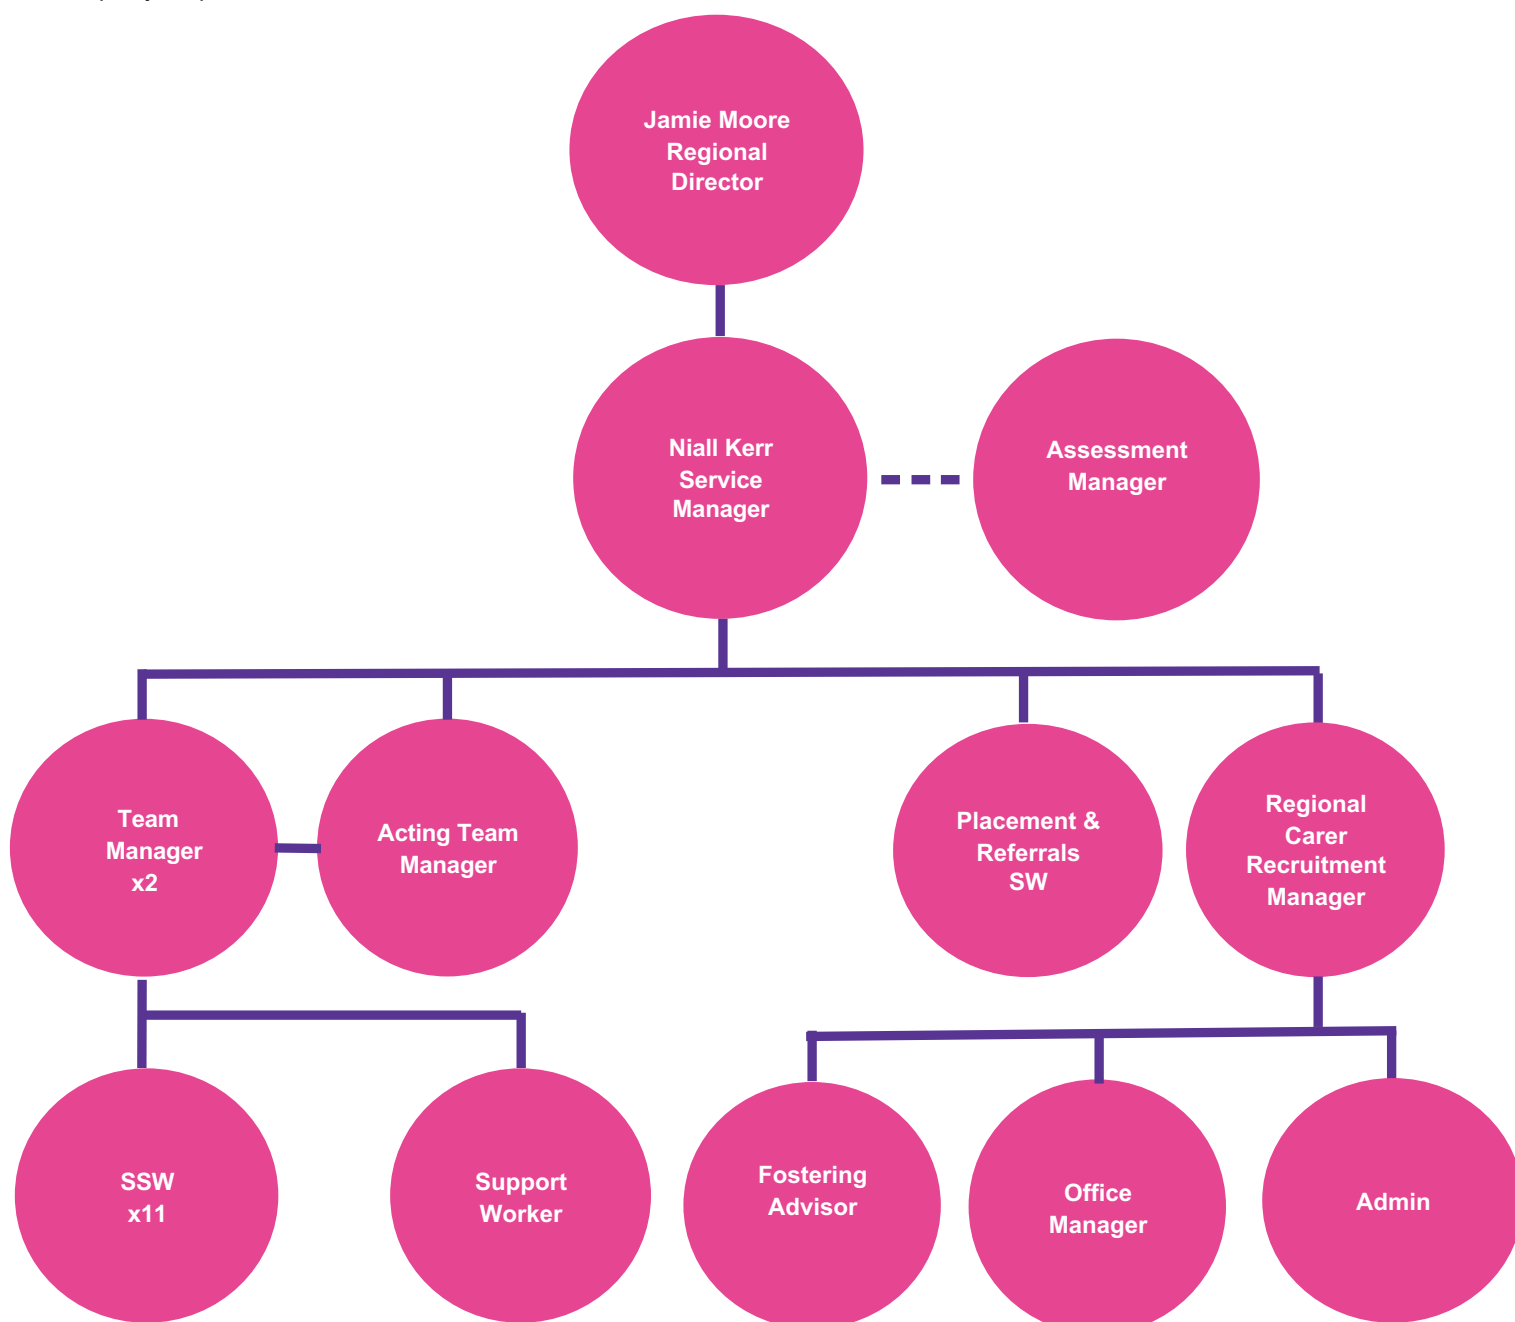 Jamie Moore
Regional
Director
Niall Kerr
Service
Manager
Assessment
Manager
Team
Manager
x2
Acting Team
Manager
Placement &
Referrals
SW
Regional
Carer
Recruitment
Manager
SSW
x11
Support
Worker
Fostering
Advisor
Office
Manager
Admin